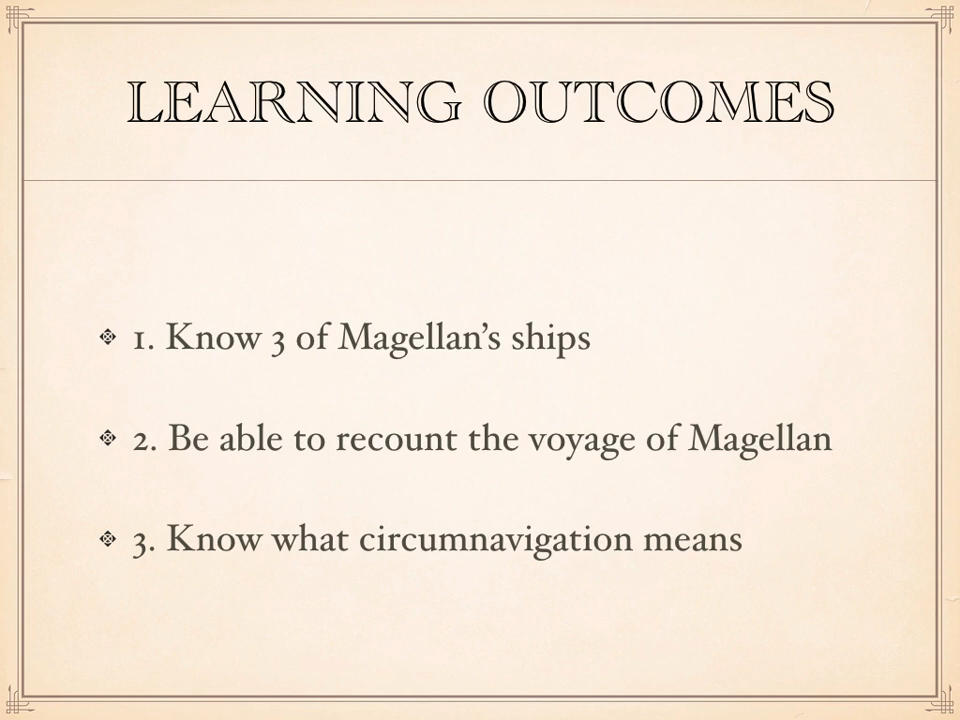 LEARNING OUTCOMES
1. Know 3 of Magellan’s ships
2. Be able to recount the voyage of Magellan
3. Know what circumnavigation means